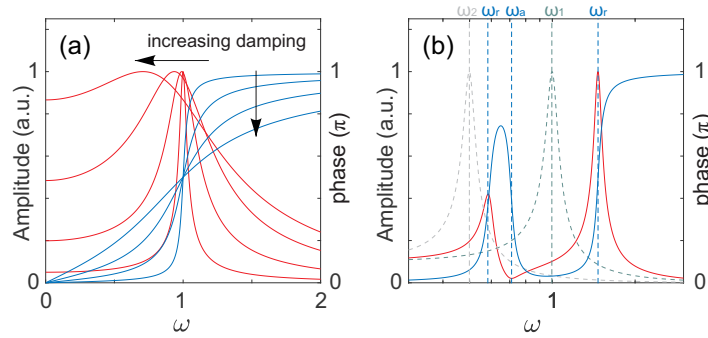 (a)
increasing damping
Amplitude (a.u.)
1
0
1
0
phase (π)
0
1
2
ω
(b)
ω2 ωr ωa ω1 ωr
Amplitude (a.u.)
1
0
1
0
phase (π)
1
ω